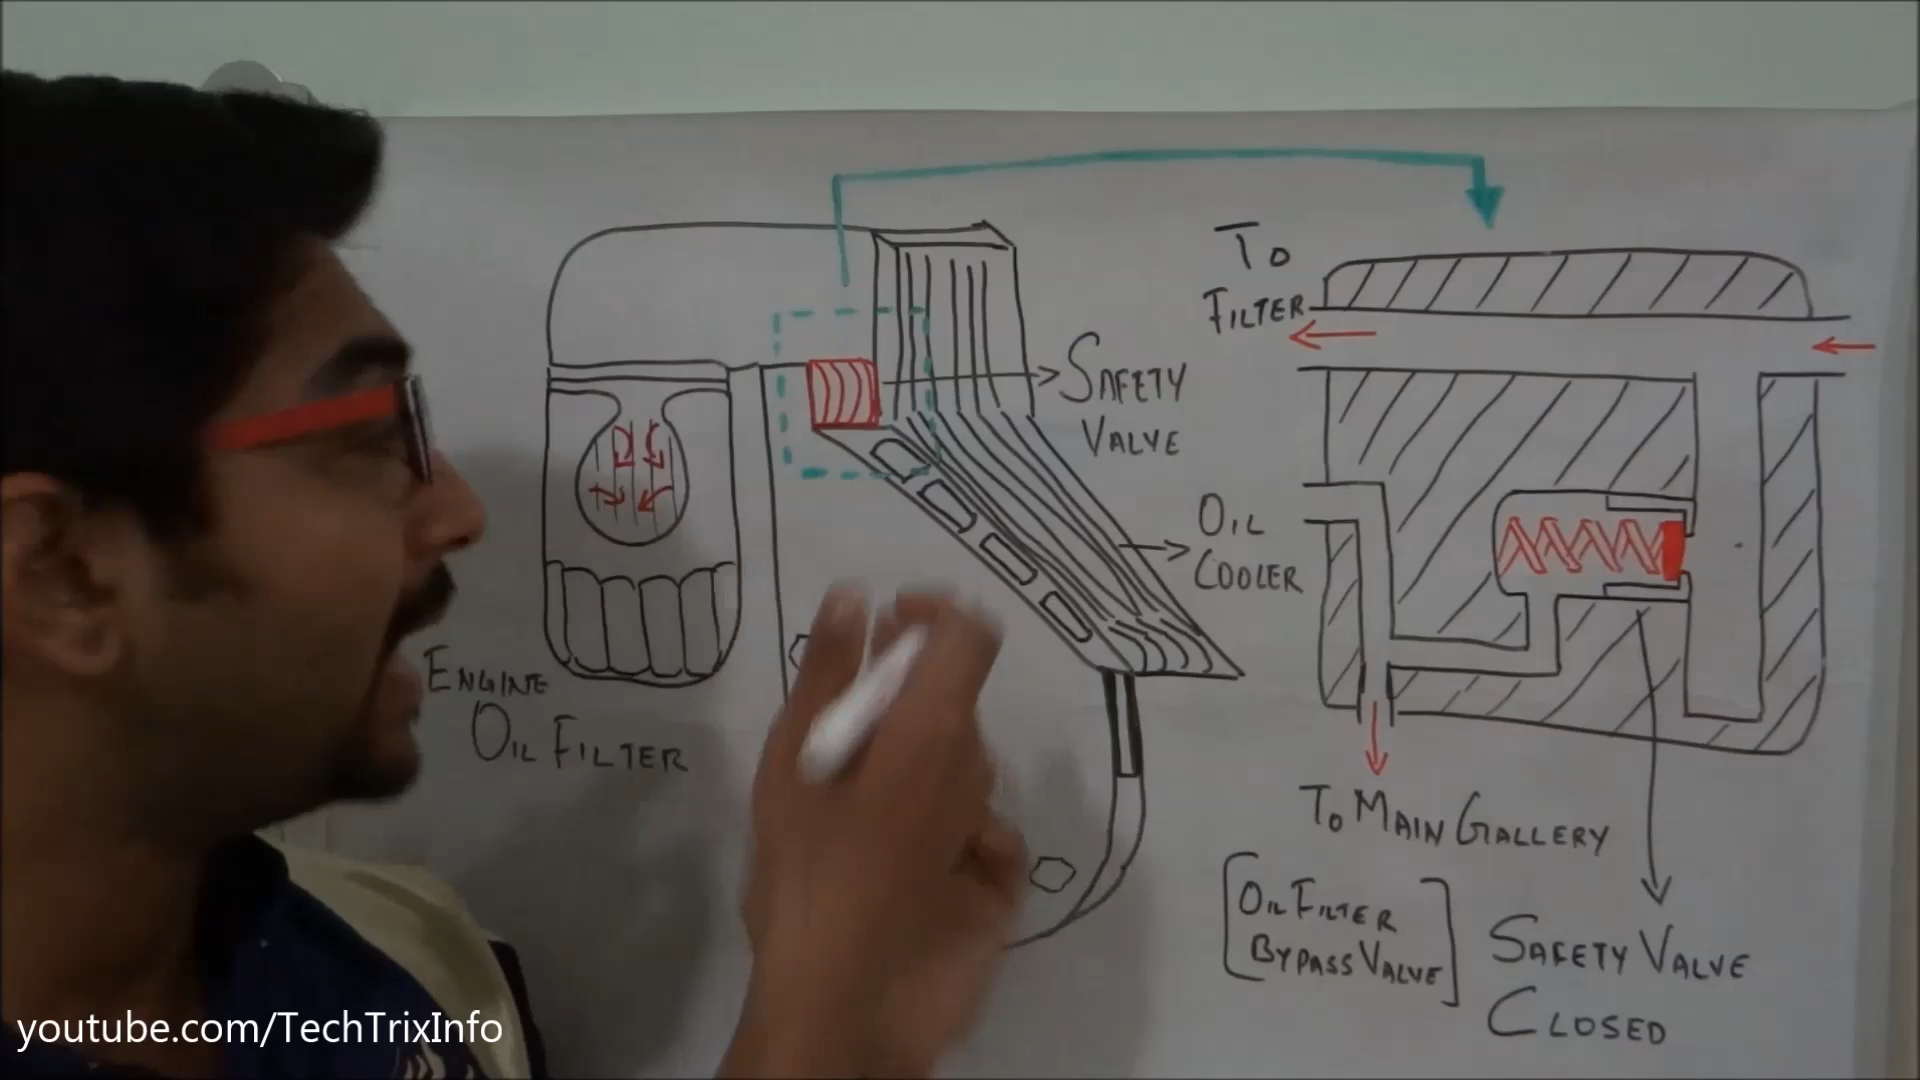 To
Filter
Safety
Valve
Oil
Cooler
Engine
Oil Filter
To Main Gallery
[Oil Filter
Bypass Valve]
Safety Valve
Closed
youtube.com/TechTrixInfo